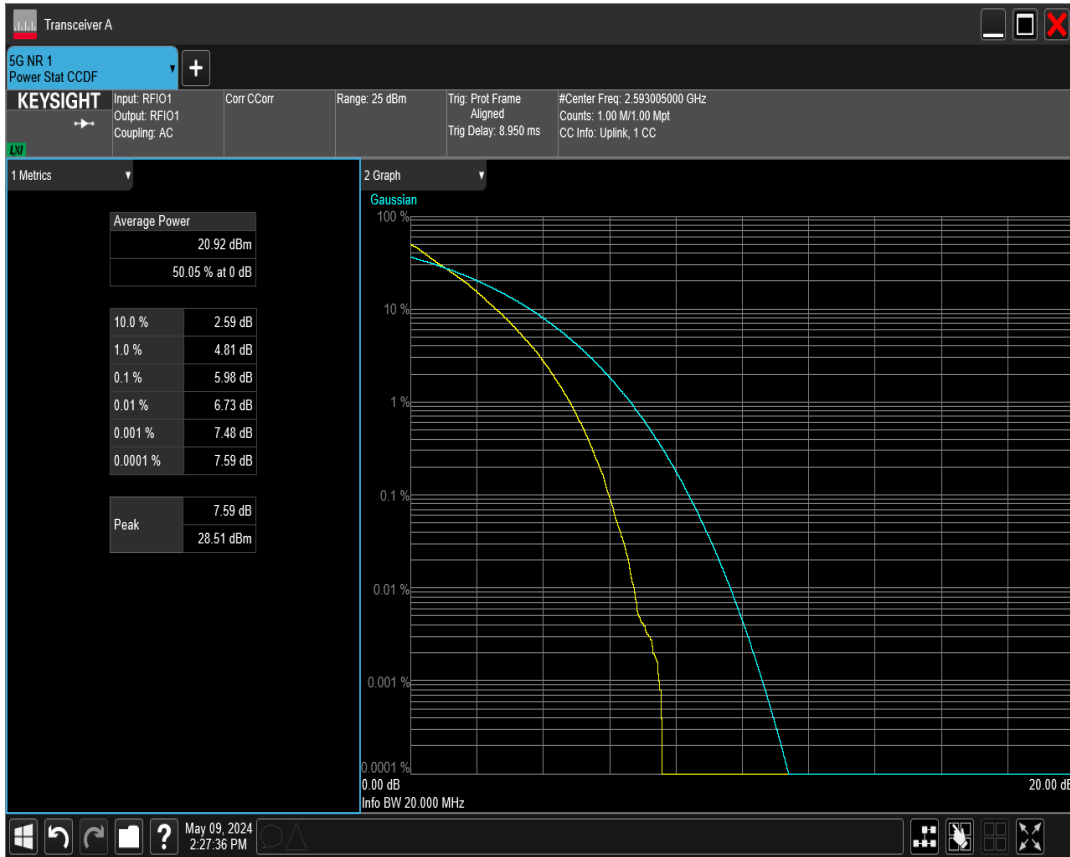 Transceiver A
5G NR 1
Power Stat CCDF
+
KEYSIGHT
LXI
Input: RFIO1
Output: RFIO1
Coupling: AC
Corr CCorr
Range: 25 dBm
Trig: Prot Frame
Aligned
Trig Delay: 8.950 ms
#Center Freq: 2.593005000 GHz
Counts: 1.00 M/1.00 Mpt
CC Info: Uplink, 1 CC
1 Metrics
Average Power
20.92 dBm
50.05 % at 0 dB
10.0 % 2.59 dB
1.0 % 4.81 dB
0.1 % 5.98 dB
0.01 % 6.73 dB
0.001 % 7.48 dB
0.0001 % 7.59 dB
Peak 7.59 dB
28.51 dBm
2 Graph
Gaussian
100 %
10 %
1 %
0.1 %
0.01 %
0.001 %
0.0001 %
0.00 dB 20.00 dB
Info BW 20.000 MHz
?
May 09, 2024
2:27:36 PM